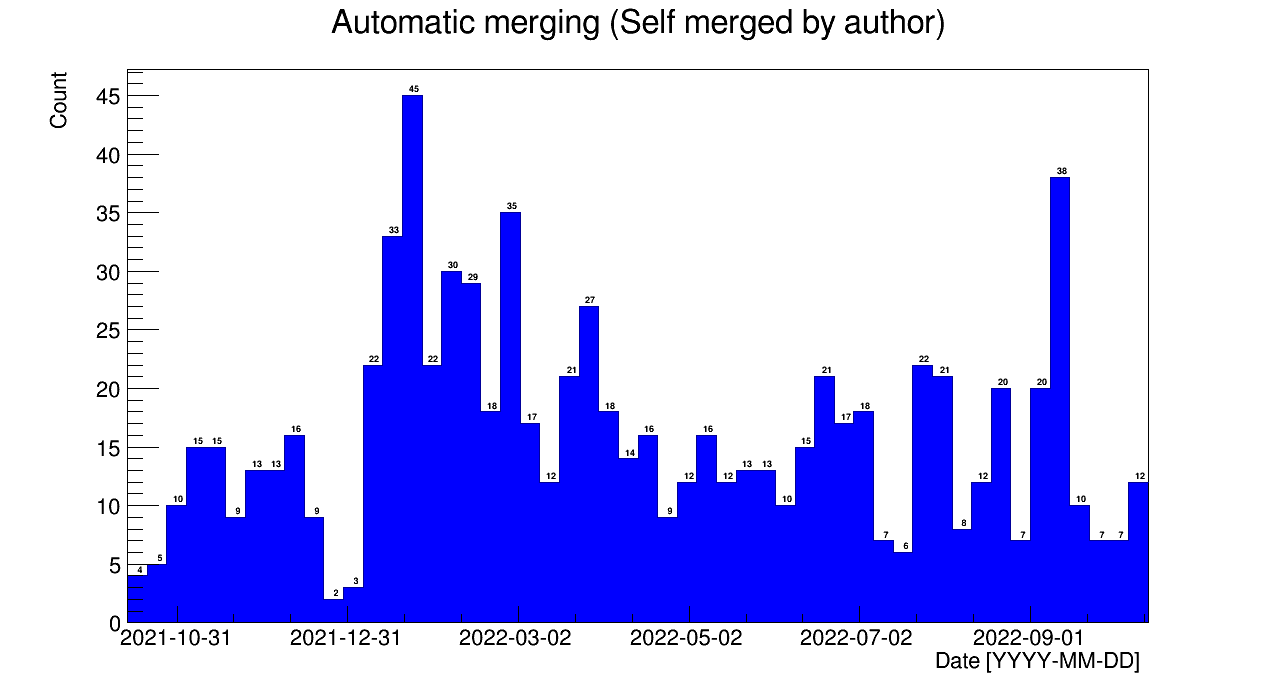 Automatic merging (Self merged by author)
Count
45
40
35
30
25
20
15
10
5
0
4 5 10 15 15 9 13 13 16 9 2 3 22 33 45 22 30 29 18 35 17 12 21 27 18 14 16 9 12 16 12 13 13 10 15 21 17 18 7 6 22 21 8 12 20 7 20 38 10 7 7 12
2021-10-31 2021-12-31 2022-03-02 2022-05-02 2022-07-02 2022-09-01
Date [YYYY-MM-DD]